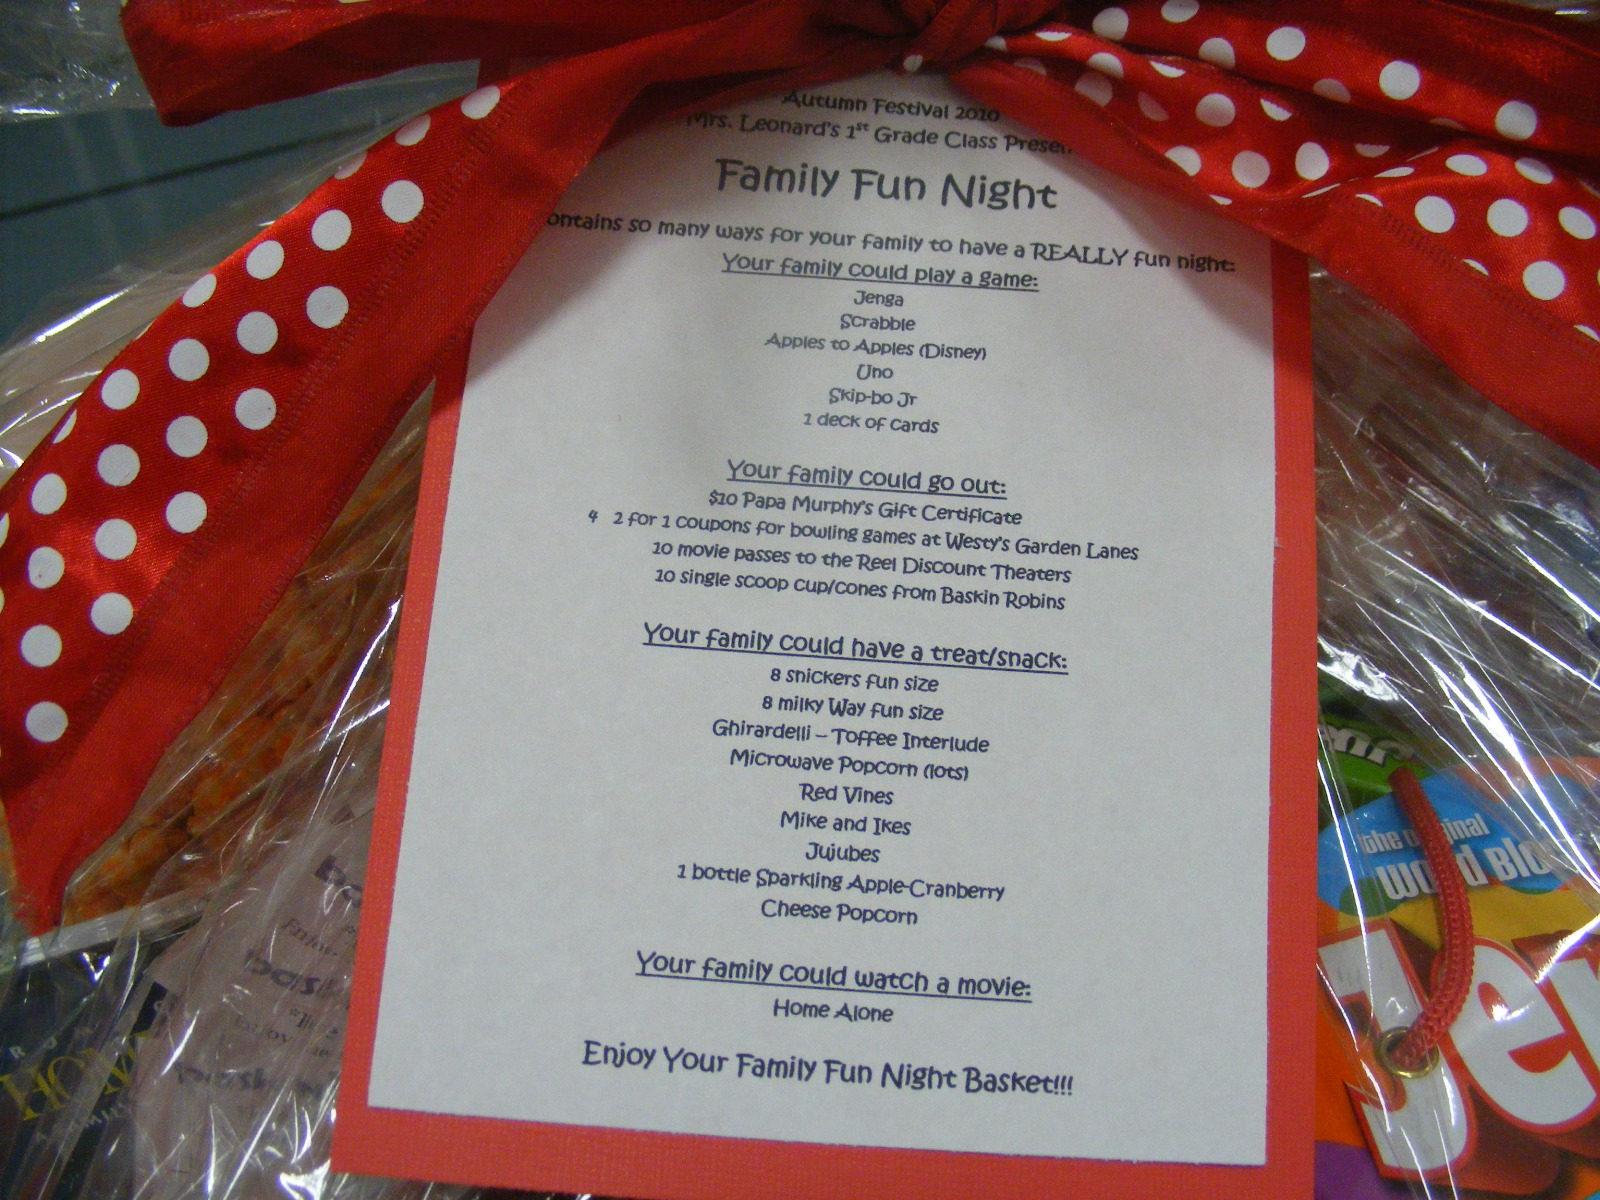 Autumn Festival 2010
Mrs. Leonard's 1st Grade Class
Family Fun Night
so many ways for your family to have a REALLY fun night:
Your family could play a game:
Jenga
Scrabble
Apples to Apples (Disney)
Uno
Skip-bo Jr
1 deck of cards
Your family could go out:
$10 Papa Murphy's Gift Certificate
4 2 for 1 coupons for bowling games at Westy's Garden Lanes
10 movie passes to the Reel Discount Theaters
10 single scoop cup/cones from Baskin Robins
Your family could have a treat/snack:
8 snickers fun size
8 milky Way fun size
Ghirardelli – Toffee Interlude
Microwave Popcorn (lots)
Red Vines
Mike and Ikes
Jujubes
1 bottle Sparkling Apple-Cranberry
Cheese Popcorn
Your family could watch a movie:
Home Alone
Enjoy Your Family Fun Night Basket!!!
the original